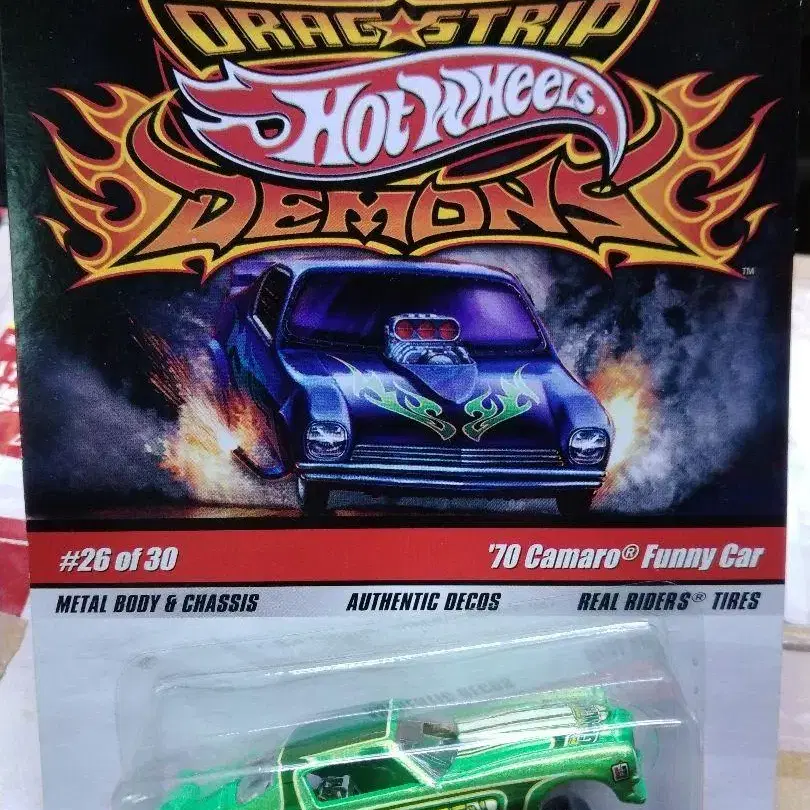 DRAG★STRIP
Hot Wheels®
DEMONS™
#26 of 30
'70 Camaro® Funny Car
METAL BODY & CHASSIS
AUTHENTIC DECOS
REAL RIDERS® TIRES